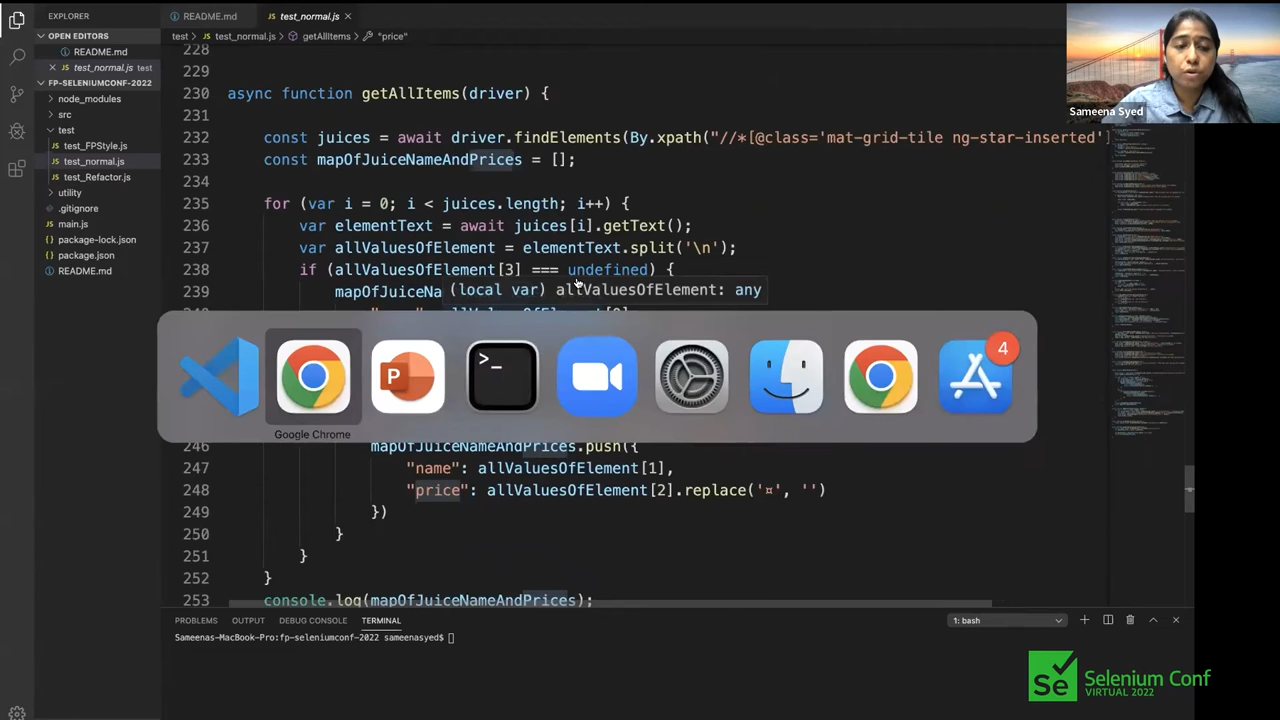 EXPLORER
OPEN EDITORS
README.md
test_normal.js
FP-SELENIUMCONF-2022
node_modules
src
test
test_FPStyle.js
test_normal.js
test_Refactor.js
utility
.gitignore
main.js
package-lock.json
package.json
README.md
README.md
test_normal.js
test > test_normal.js > getAllItems > "price"
228
229
230 async function getAllItems(driver) {
231
232 const juices = await driver.findElements(By.xpath("//*[@class='mat-grid-tile ng-star-inserted']
233 const mapOfJuiceNameAndPrices = [];
234
235 for (var i = 0; i < juices.length; i++) {
236 var elementText = await juices[i].getText();
237 var allValuesOfElement = elementText.split('\n');
238 if (allValuesOfElement[2] === undefined) {
239 mapOfJuiceNa
(local var) allValuesOfElement: any
Google Chrome
4
mapOfJuiceNameAndPrices.push({
247 "name": allValuesOfElement[1],
248 "price": allValuesOfElement[2].replace('¤', '')
249 })
250 }
251 }
252 }
253 console.log(mapOfJuiceNameAndPrices);
PROBLEMS OUTPUT DEBUG CONSOLE TERMINAL
1: bash
Sameenas-MacBook-Pro:fp-seleniumconf-2022 sameenasyed$
Sameena Syed
Se
Selenium Conf
VIRTUAL 2022